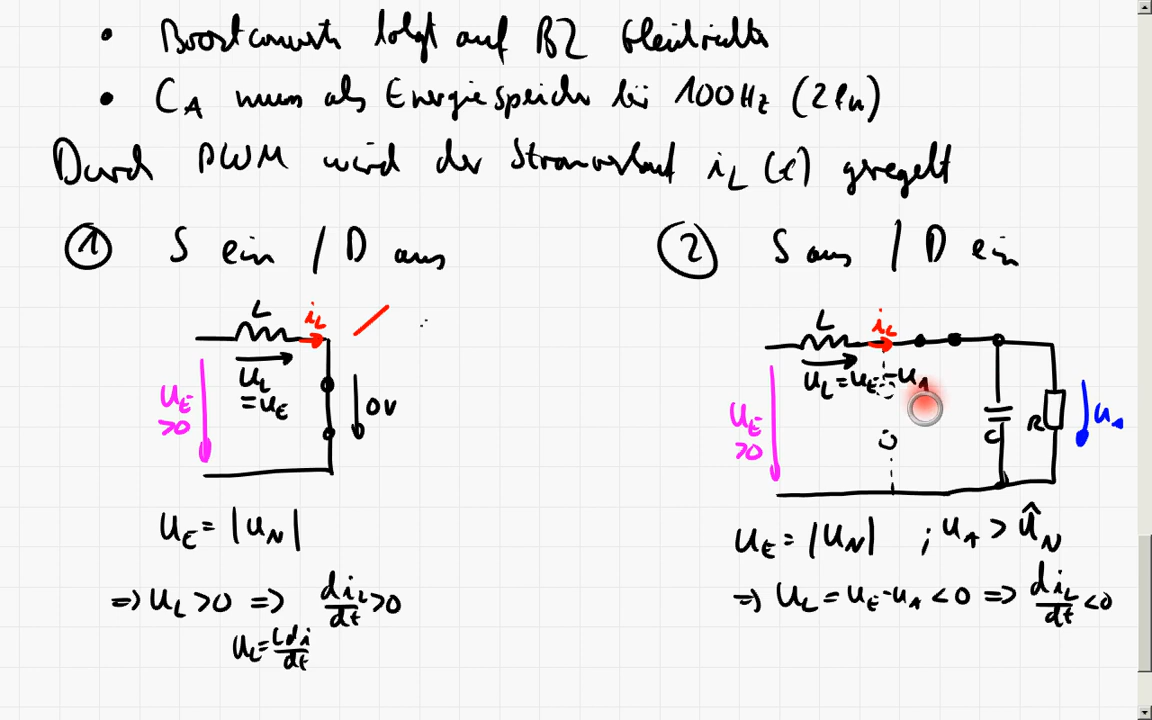 • Boostconverter folgt auf B2 Gleichrichter
• C_A muss als Energiespeicher bei 100Hz (2fN)
Durch PWM wird der Stromverlauf i_L(t) geregelt
① S ein / D aus
② S aus / D ein
L
i_L
U_E >0
U_L = U_E
0V
L
i_L
U_L = U_E - U_A
U_E >0
C
R
U_A
U_E = |U_N|
U_E = |U_N| ; U_A > Û_N
=> U_L > 0 => di_L/dt > 0
U_L = L di/dt
=> U_L = U_E - U_A < 0 => di_L/dt < 0